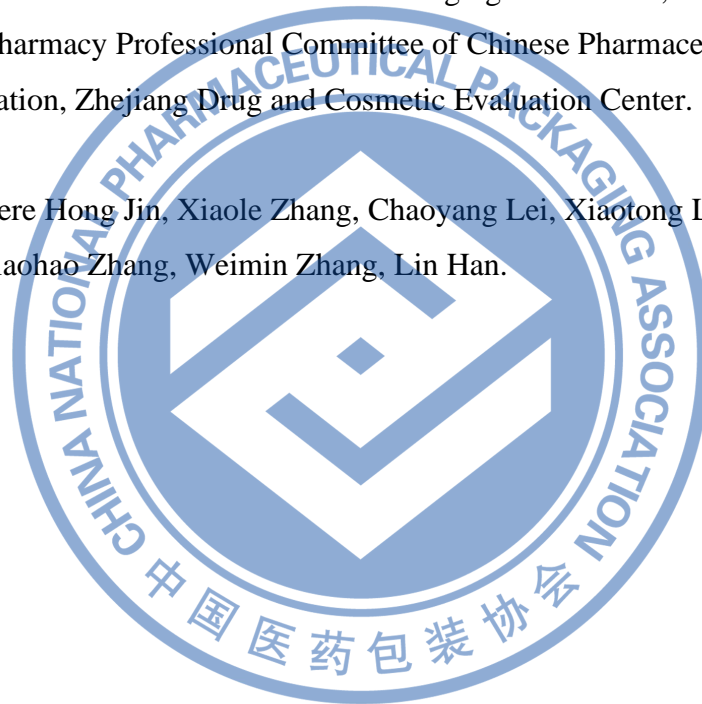 harmacy Professional Committee of Chinese Pharmace
ation, Zhejiang Drug and Cosmetic Evaluation Center.
ere Hong Jin, Xiaole Zhang, Chaoyang Lei, Xiaotong L
aohao Zhang, Weimin Zhang, Lin Han.
CHINA NATIONAL PHARMACEUTICAL PACKAGING ASSOCIATION
中国医药包装协会